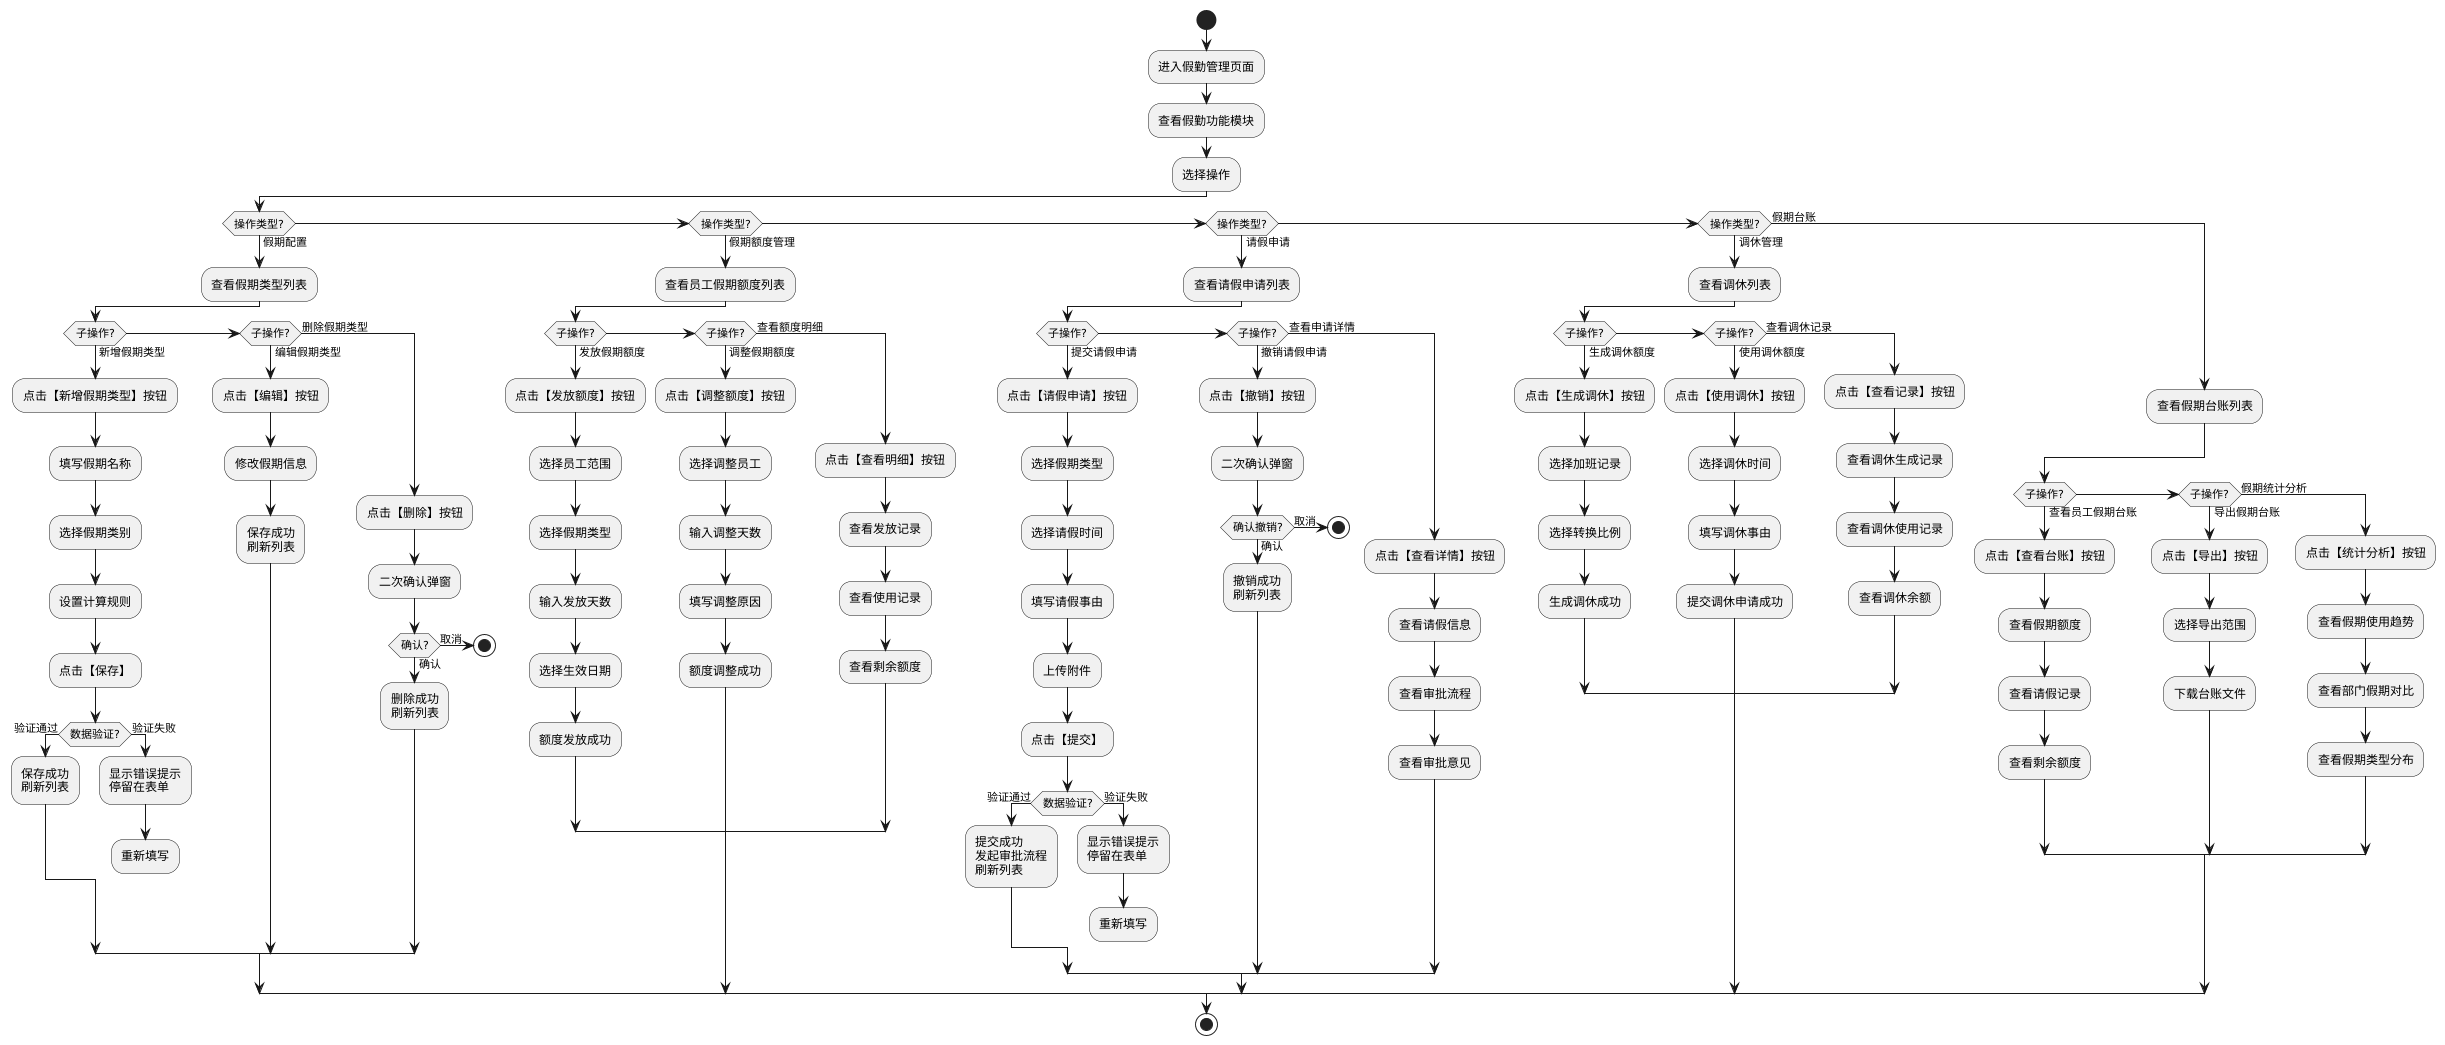 进入假勤管理页面
查看假勤功能模块
选择操作
操作类型?
假期配置
查看假期类型列表
子操作?
新增假期类型
点击【新增假期类型】按钮
填写假期名称
选择假期类别
设置计算规则
点击【保存】
数据验证?
验证通过
验证失败
保存成功
刷新列表
显示错误提示
停留在表单
重新填写
子操作?
编辑假期类型
点击【编辑】按钮
修改假期信息
保存成功
刷新列表
删除假期类型
点击【删除】按钮
二次确认弹窗
确认?
取消
确认
删除成功
刷新列表
操作类型?
假期额度管理
查看员工假期额度列表
子操作?
发放假期额度
点击【发放额度】按钮
选择员工范围
选择假期类型
输入发放天数
选择生效日期
额度发放成功
子操作?
调整假期额度
点击【调整额度】按钮
选择调整员工
输入调整天数
填写调整原因
额度调整成功
查看额度明细
点击【查看明细】按钮
查看发放记录
查看使用记录
查看剩余额度
操作类型?
请假申请
查看请假申请列表
子操作?
提交请假申请
点击【请假申请】按钮
选择假期类型
选择请假时间
填写请假事由
上传附件
点击【提交】
数据验证?
验证通过
验证失败
提交成功
发起审批流程
刷新列表
显示错误提示
停留在表单
重新填写
子操作?
撤销请假申请
点击【撤销】按钮
二次确认弹窗
确认撤销?
取消
确认
撤销成功
刷新列表
查看申请详情
点击【查看详情】按钮
查看请假信息
查看审批流程
查看审批意见
操作类型?
调休管理
查看调休列表
子操作?
生成调休额度
点击【生成调休】按钮
选择加班记录
选择转换比例
生成调休成功
子操作?
使用调休额度
点击【使用调休】按钮
选择调休时间
填写调休事由
提交调休申请成功
查看调休记录
点击【查看记录】按钮
查看调休生成记录
查看调休使用记录
查看调休余额
假期台账
查看假期台账列表
子操作?
查看员工假期台账
点击【查看台账】按钮
查看假期额度
查看请假记录
查看剩余额度
子操作?
导出假期台账
点击【导出】按钮
选择导出范围
下载台账文件
假期统计分析
点击【统计分析】按钮
查看假期使用趋势
查看部门假期对比
查看假期类型分布